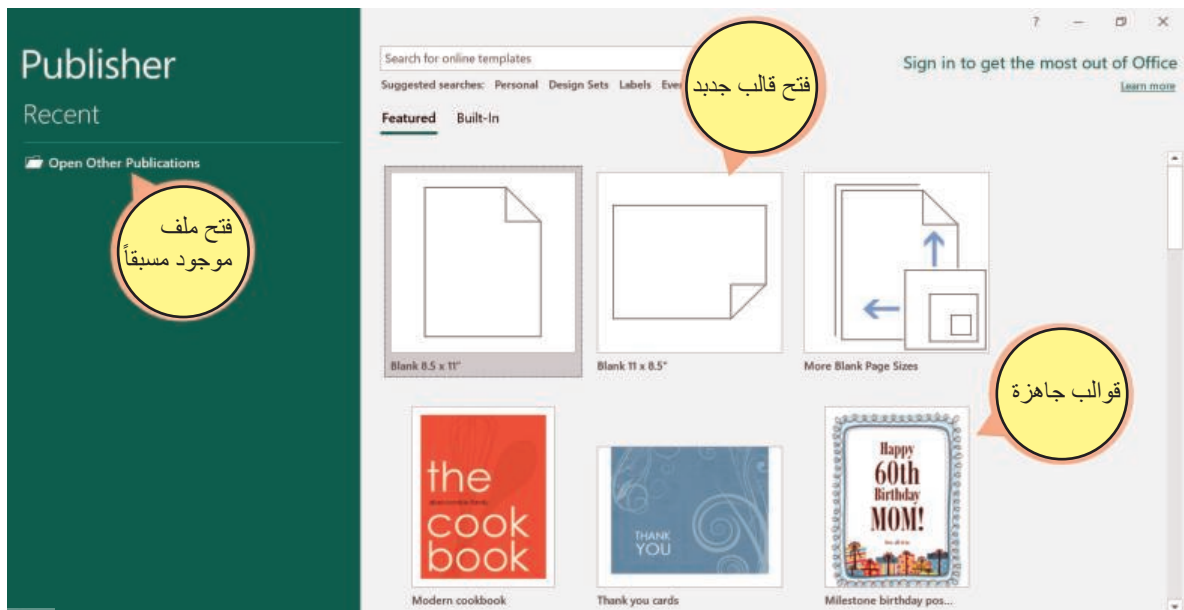 Publisher
Recent
Open Other Publications
فتح ملف
موجود مسبقاً
? 
Search for online templates
Suggested searches: Personal Design Sets Labels
فتح قالب جديد
Sign in to get the most out of Office
Learn more
Featured Built-In
Blank 8.5 x 11"
Blank 11 x 8.5"
More Blank Page Sizes
قوالب جاهزة
the
cook
book
THANK
YOU
Happy
60th
Birthday
MOM!
Modern cookbook
Thank you cards
Milestone birthday pos...